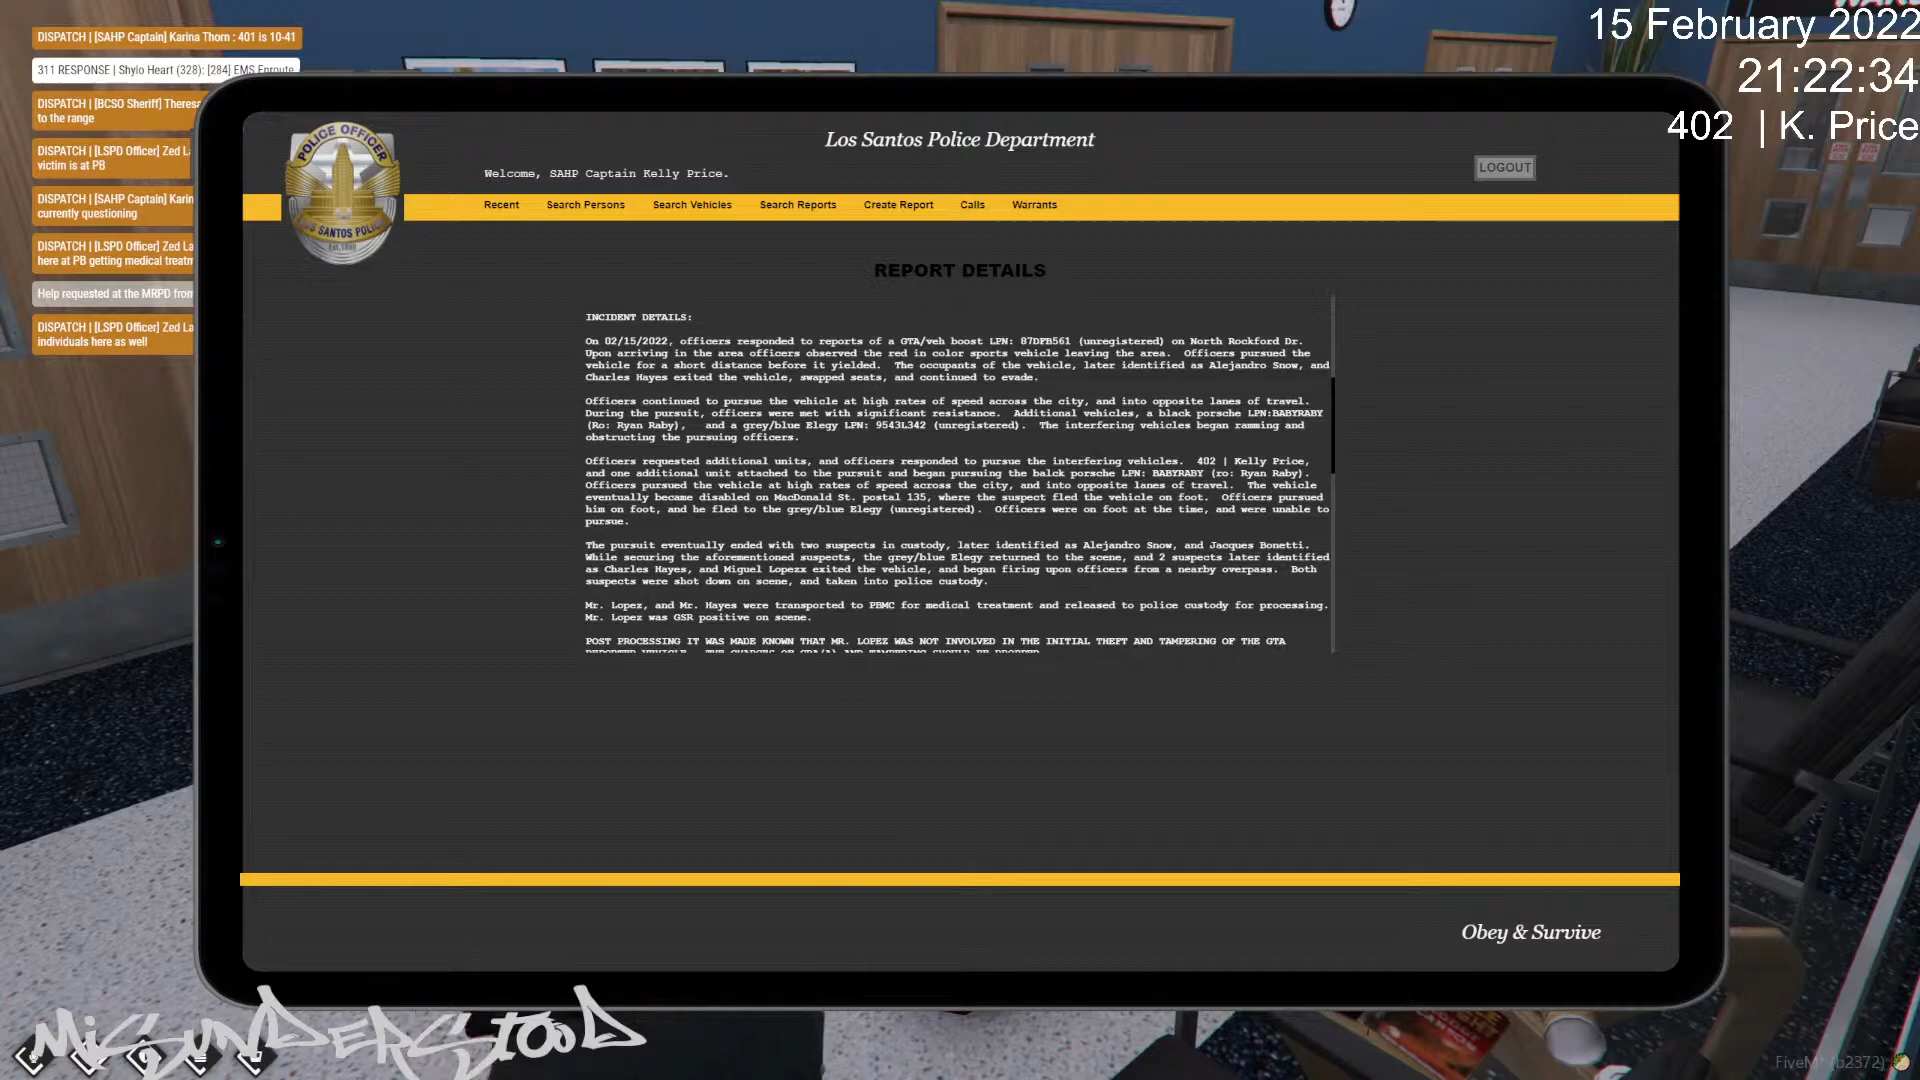 DISPATCH | [SAHP Captain] Karina Thorn : 401 is 10-41
311 RESPONSE | Shylo Heart (328): [284] EMS Enroute
DISPATCH | [BCSO Sheriff] Theresa
to the range
DISPATCH | [LSPD Officer] Zed La
victim is at PB
DISPATCH | [SAHP Captain] Karin
currently questioning
DISPATCH | [LSPD Officer] Zed La
here at PB getting medical treatm
Help requested at the MRPD from
DISPATCH | [LSPD Officer] Zed La
individuals here as well
15 February 2022
21:22:34
402 | K. Price
POLICE OFFICER
Los Santos Police Department
Welcome, SAHP Captain Kelly Price.
LOGOUT
Recent Search Persons Search Vehicles Search Reports Create Report Calls Warrants
REPORT DETAILS
INCIDENT DETAILS:
On 02/15/2022, officers responded to reports of a GTA/veh boost LPN: 87DFB561 (unregistered) on North Rockford Dr.
Upon arriving in the area officers observed the red in color sports vehicle leaving the area. Officers pursued the
vehicle for a short distance before it yielded. The occupants of the vehicle, later identified as Alejandro Snow, and
Charles Hayes exited the vehicle, swapped seats, and continued to evade.
Officers continued to pursue the vehicle at high rates of speed across the city, and into opposite lanes of travel.
During the pursuit, officers were met with significant resistance. Additional vehicles, a black porsche LPN:BABYRABY
(Ro: Ryan Raby), and a grey/blue Elegy LPN: 9543L342 (unregistered). The interfering vehicles began ramming and
obstructing the pursuing officers.
Officers requested additional units, and officers responded to pursue the interfering vehicles. 402 | Kelly Price,
and one additional unit attached to the pursuit and began pursuing the balck porsche LPN: BABYRABY (ro: Ryan Raby).
Officers pursued the vehicle at high rates of speed across the city, and into opposite lanes of travel. The vehicle
eventually became disabled on MacDonald St. postal 135, where the suspect fled the vehicle on foot. Officers pursued
him on foot, and he fled to the grey/blue Elegy (unregistered). Officers were on foot at the time, and were unable to
pursue.
The pursuit eventually ended with two suspects in custody, later identified as Alejandro Snow, and Jacques Bonetti.
While securing the aforementioned suspects, the grey/blue Elegy returned to the scene, and 2 suspects later identified
as Charles Hayes, and Miguel Lopezx exited the vehicle, and began firing upon officers from a nearby overpass. Both
suspects were shot down on scene, and taken into police custody.
Mr. Lopez, and Mr. Hayes were transported to PBMC for medical treatment and released to police custody for processing.
Mr. Lopez was GSR positive on scene.
POST PROCESSING IT WAS MADE KNOWN THAT MR. LOPEZ WAS NOT INVOLVED IN THE INITIAL THEFT AND TAMPERING OF THE GTA
Obey & Survive
MiSUNDERSTOOD
FiveM (b2372)